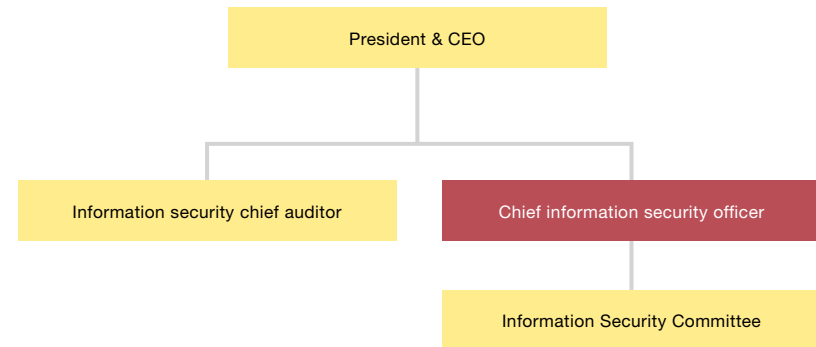 President & CEO
Information security chief auditor
Chief information security officer
Information Security Committee